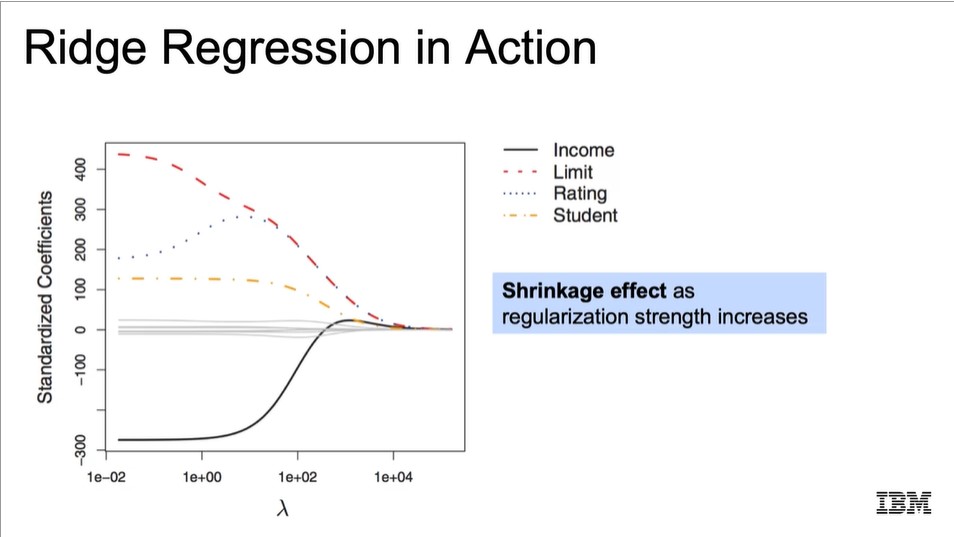 Ridge Regression in Action
Standardized Coefficients
400
300
200
100
0
-100
-300
1e-02
1e+00
1e+02
1e+04
λ
Income
Limit
Rating
Student
Shrinkage effect as
regularization strength increases
IBM